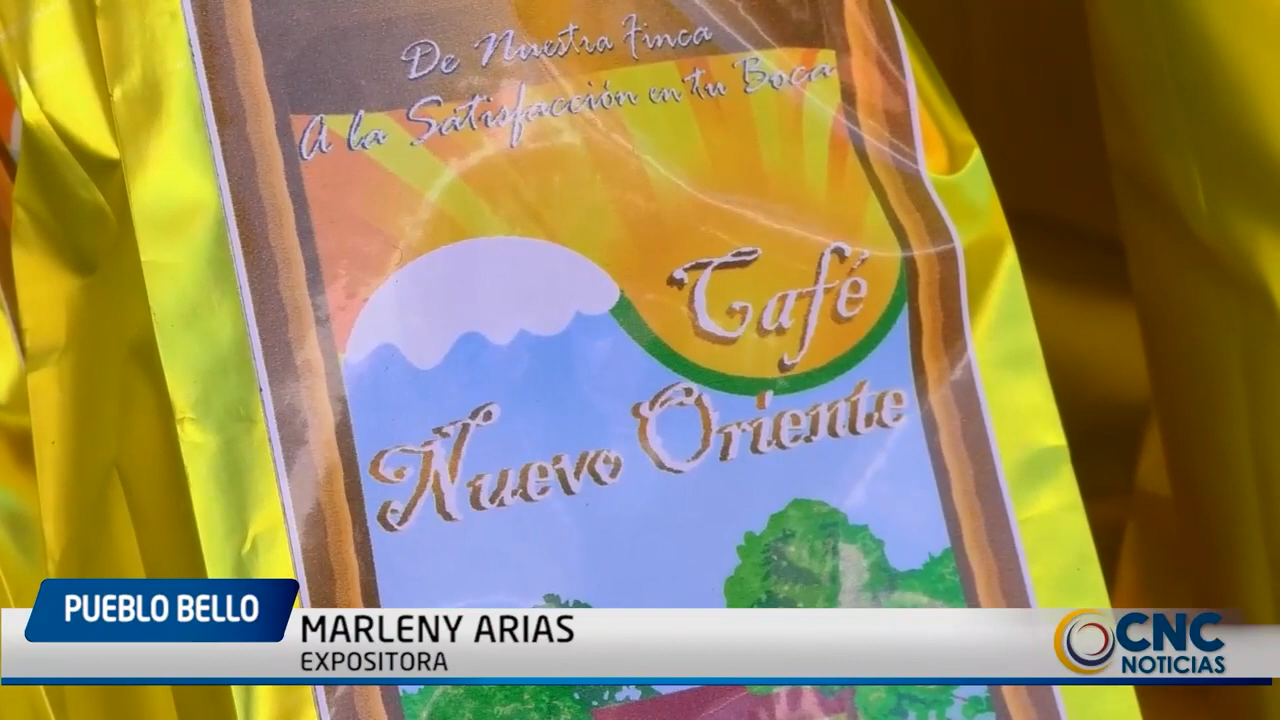 De Nuestra Finca
A la Satisfacción en tu Boca
Café
Nuevo Oriente
PUEBLO BELLO
MARLENY ARIAS
EXPOSITORA
CNC
NOTICIAS